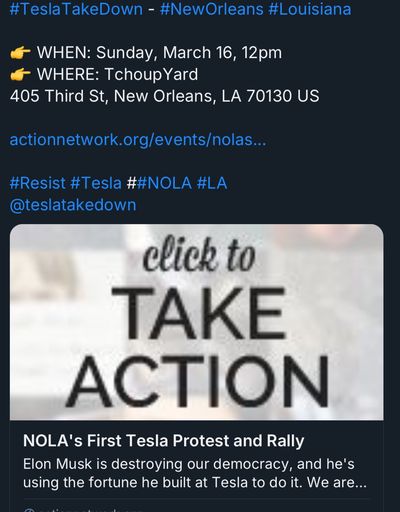 #TeslaTakeDown - #NewOrleans #Louisiana
👉 WHEN: Sunday, March 16, 12pm
👉 WHERE: TchoupYard
405 Third St, New Orleans, LA 70130 US
actionnetwork.org/events/nolas...
#Resist #Tesla ##NOLA #LA
@teslatakedown
click to
TAKE
ACTION
NOLA's First Tesla Protest and Rally
Elon Musk is destroying our democracy, and he's
using the fortune he built at Tesla to do it. We are...